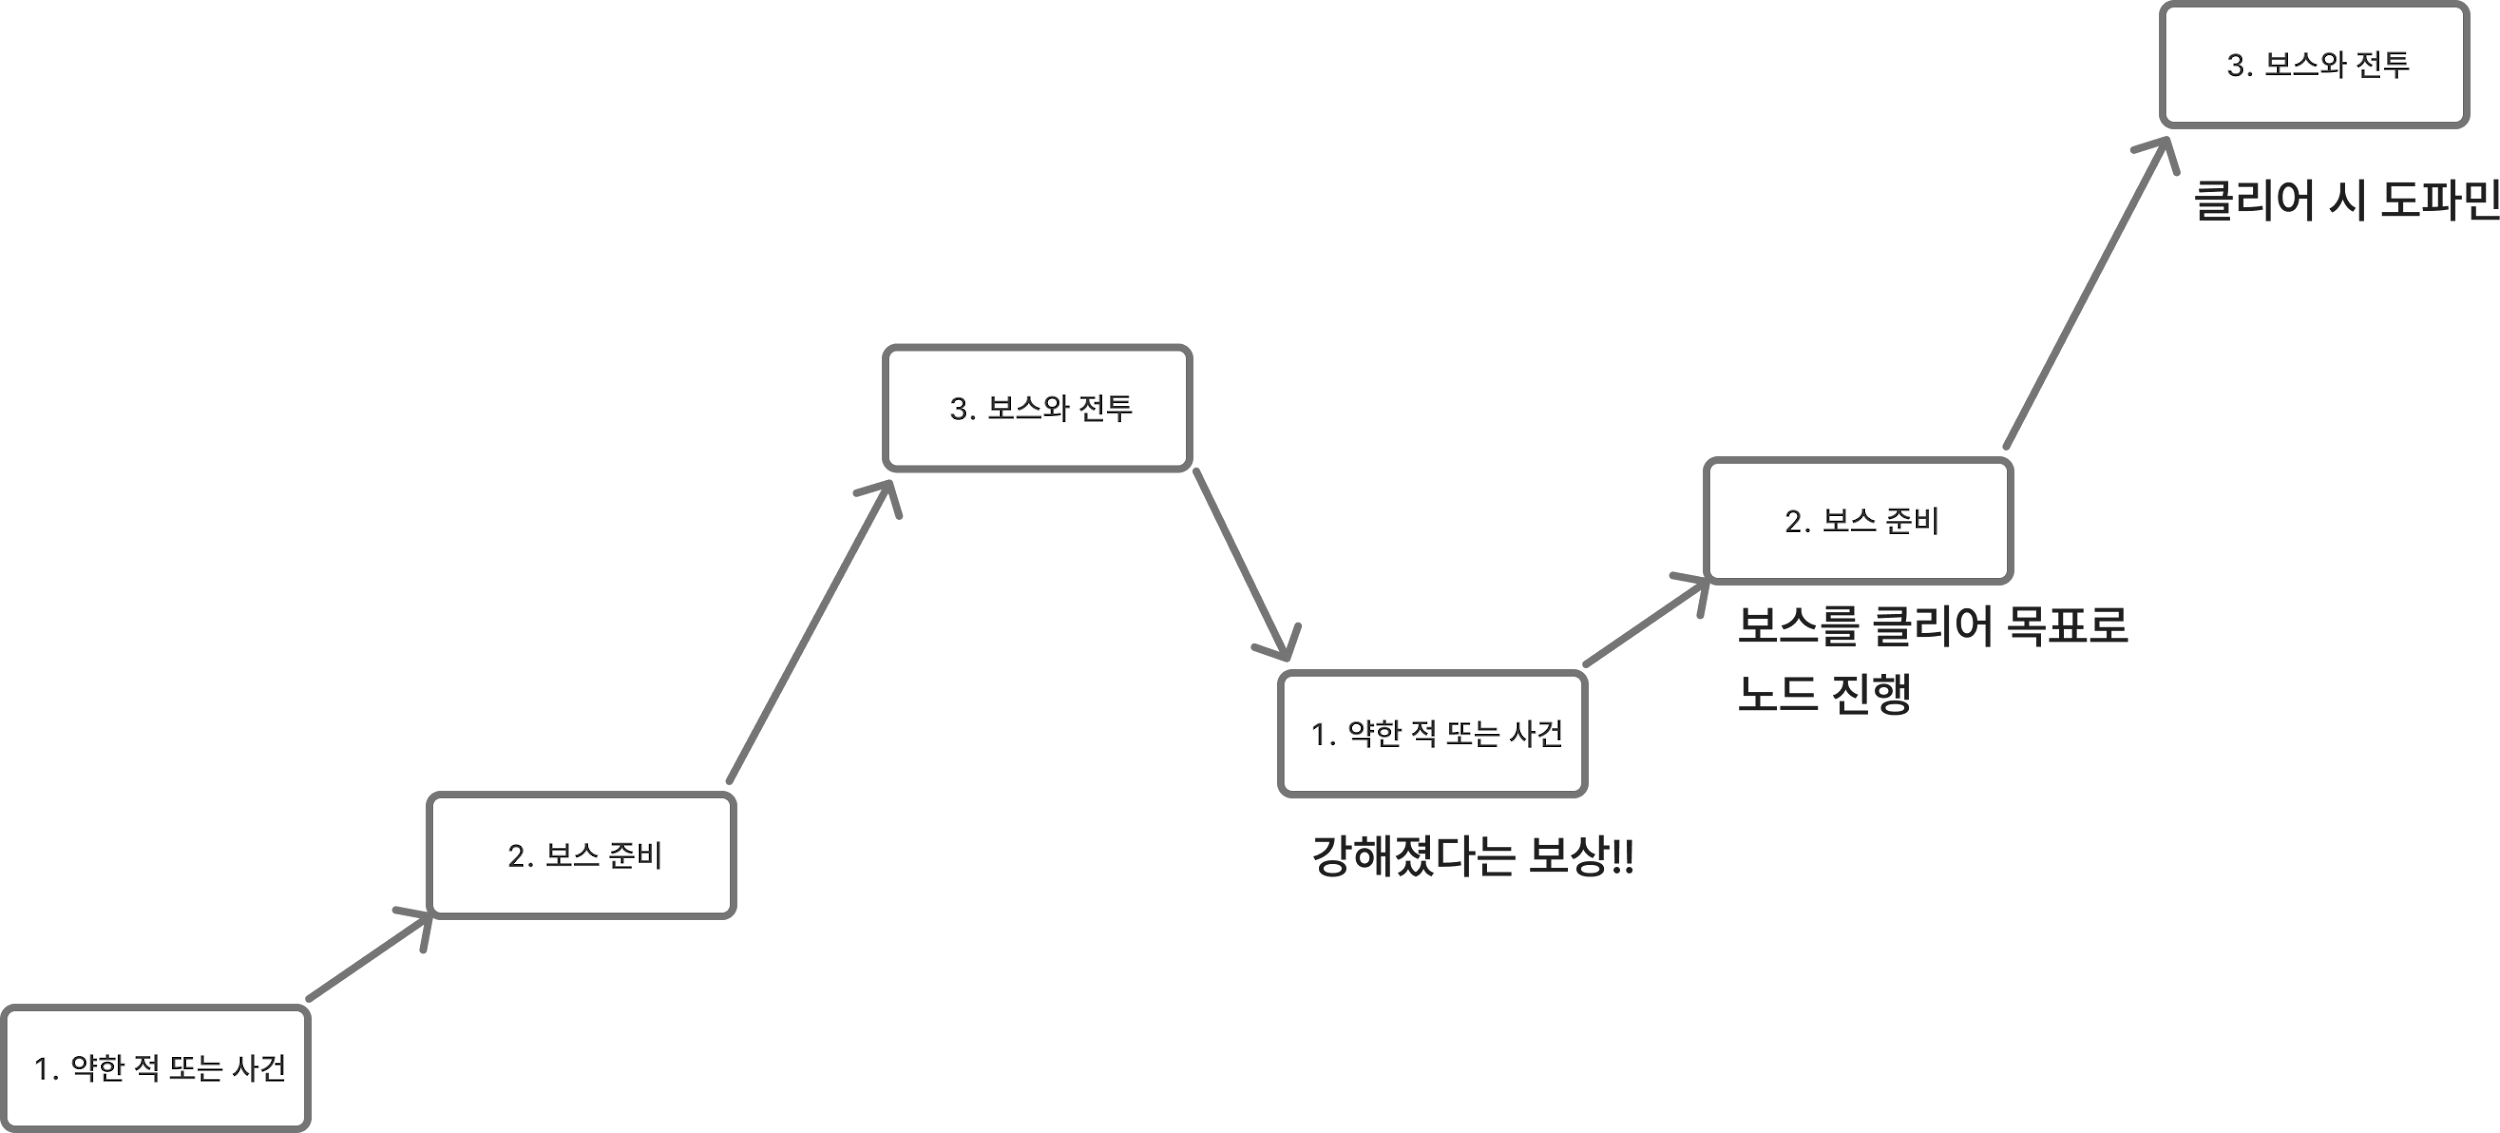 3. 보스와 전투
클리어 시 도파민
3. 보스와 전투
2. 보스 준비
보스를 클리어 목표로
노드 진행
1. 약한 적 또는 사건
강해졌다는 보상!!
2. 보스 준비
1. 약한 적 또는 사건